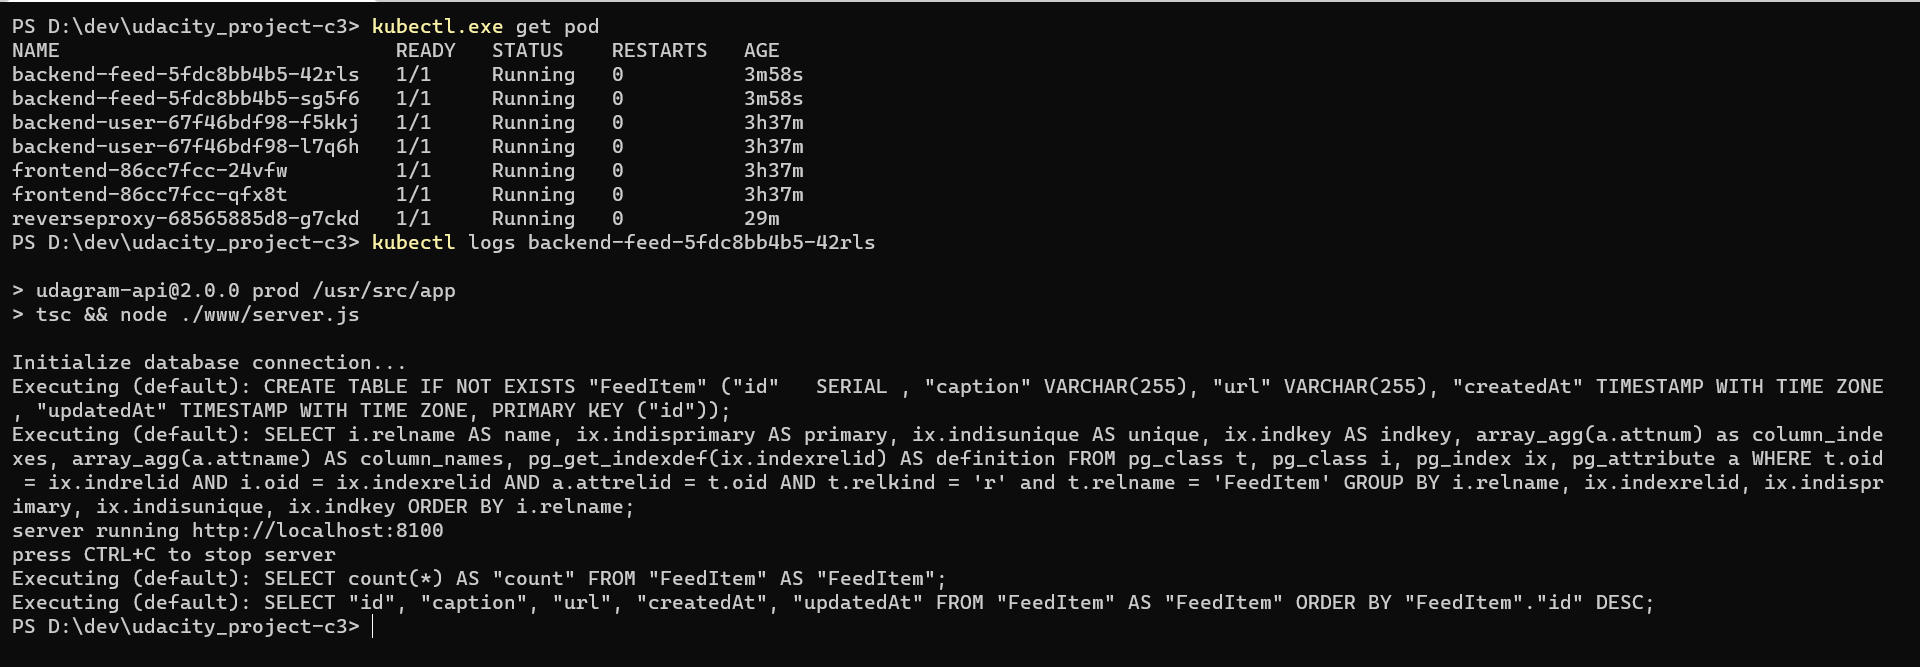 PS D:\dev\udacity_project-c3> kubectl.exe get pod
NAME                            READY   STATUS    RESTARTS   AGE
backend-feed-5fdc8bb4b5-42rls   1/1     Running   0          3m58s
backend-feed-5fdc8bb4b5-sg5f6   1/1     Running   0          3m58s
backend-user-67f46bdf98-f5kkj   1/1     Running   0          3h37m
backend-user-67f46bdf98-l7q6h   1/1     Running   0          3h37m
frontend-86cc7fcc-24vfw         1/1     Running   0          3h37m
frontend-86cc7fcc-qfx8t         1/1     Running   0          3h37m
reverseproxy-68565885d8-g7ckd   1/1     Running   0          29m
PS D:\dev\udacity_project-c3> kubectl logs backend-feed-5fdc8bb4b5-42rls
> udagram-api@2.0.0 prod /usr/src/app
> tsc && node ./www/server.js
Initialize database connection...
Executing (default): CREATE TABLE IF NOT EXISTS "FeedItem" ("id"   SERIAL , "caption" VARCHAR(255), "url" VARCHAR(255), "createdAt" TIMESTAMP WITH TIME ZONE
, "updatedAt" TIMESTAMP WITH TIME ZONE, PRIMARY KEY ("id"));
Executing (default): SELECT i.relname AS name, ix.indisprimary AS primary, ix.indisunique AS unique, ix.indkey AS indkey, array_agg(a.attnum) as column_inde
xes, array_agg(a.attname) AS column_names, pg_get_indexdef(ix.indexrelid) AS definition FROM pg_class t, pg_class i, pg_index ix, pg_attribute a WHERE t.oid
 = ix.indrelid AND i.oid = ix.indexrelid AND a.attrelid = t.oid AND t.relkind = 'r' and t.relname = 'FeedItem' GROUP BY i.relname, ix.indexrelid, ix.indispr
imary, ix.indisunique, ix.indkey ORDER BY i.relname;
server running http://localhost:8100
press CTRL+C to stop server
Executing (default): SELECT count(*) AS "count" FROM "FeedItem" AS "FeedItem";
Executing (default): SELECT "id", "caption", "url", "createdAt", "updatedAt" FROM "FeedItem" AS "FeedItem" ORDER BY "FeedItem"."id" DESC;
PS D:\dev\udacity_project-c3>